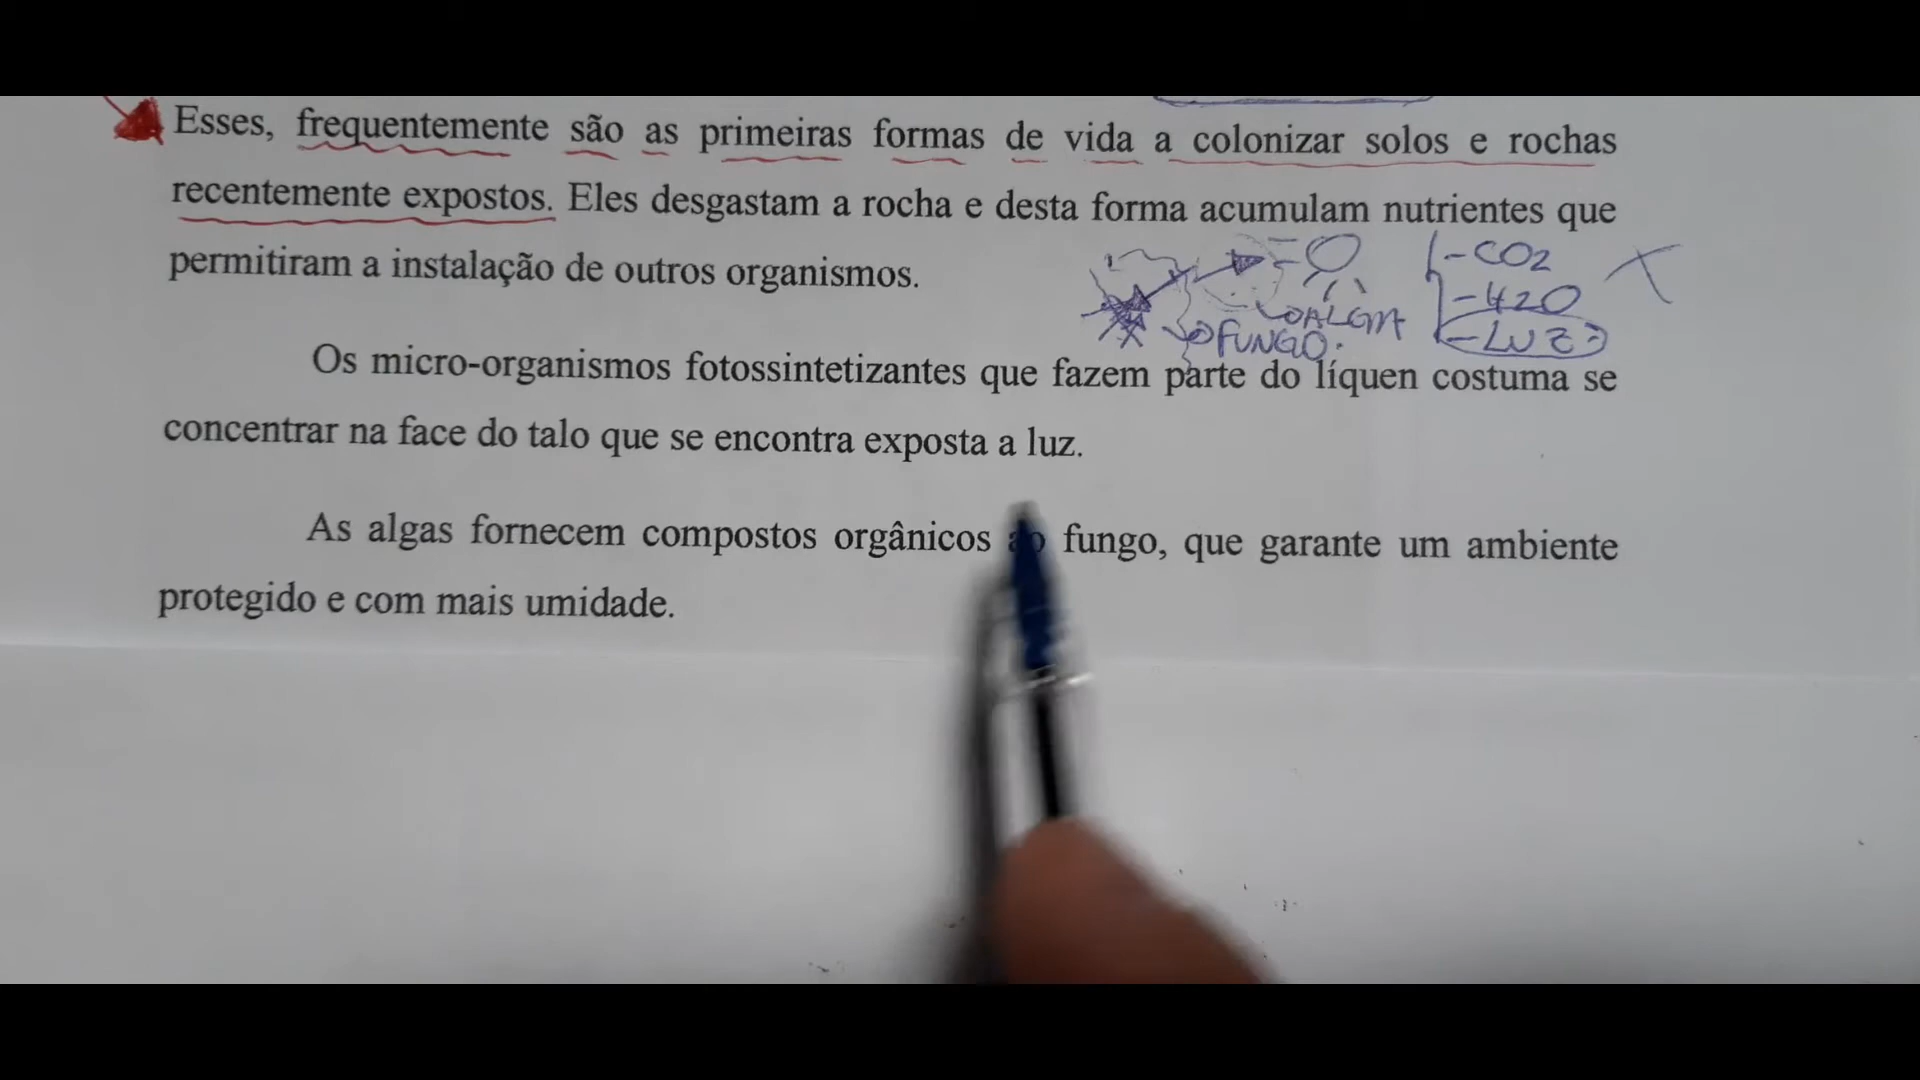 Esses, frequentemente são as primeiras formas de vida a colonizar solos e rochas
recentemente expostos. Eles desgastam a rocha e desta forma acumulam nutrientes que
permitiram a instalação de outros organismos.
-CO2
-H2O
-LUZ
ALGA
FUNGO.
Os micro-organismos fotossintetizantes que fazem parte do líquen costuma se
concentrar na face do talo que se encontra exposta a luz.
As algas fornecem compostos orgânicos ao fungo, que garante um ambiente
protegido e com mais umidade.